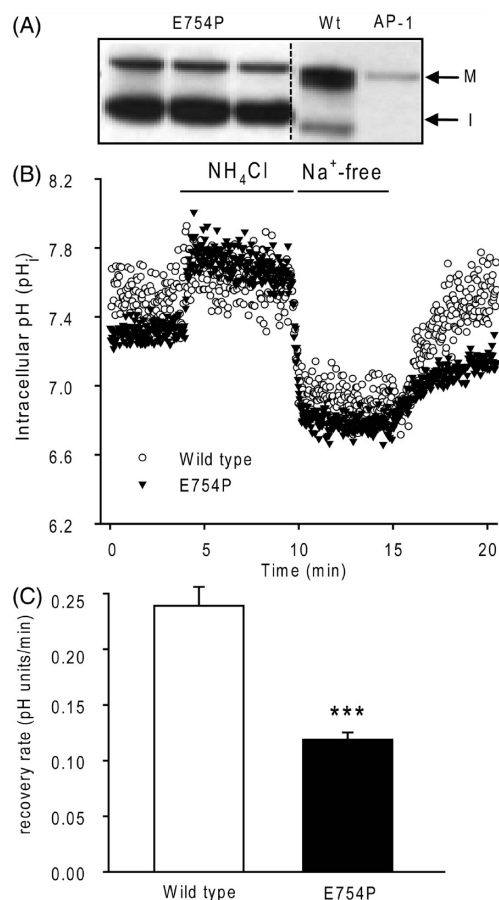 (A)
E754P Wt AP-1
M
I
(B)
NH₄Cl Na⁺-free
8.2
7.8
7.4
7.0
6.6
6.2
Intracellular pH (pHᵢ)
Wild type
E754P
0 5 10 15 20
Time (min)
(C)
0.25
0.20
0.15
0.10
0.05
0.00
recovery rate (pH units/min)
***
Wild type E754P